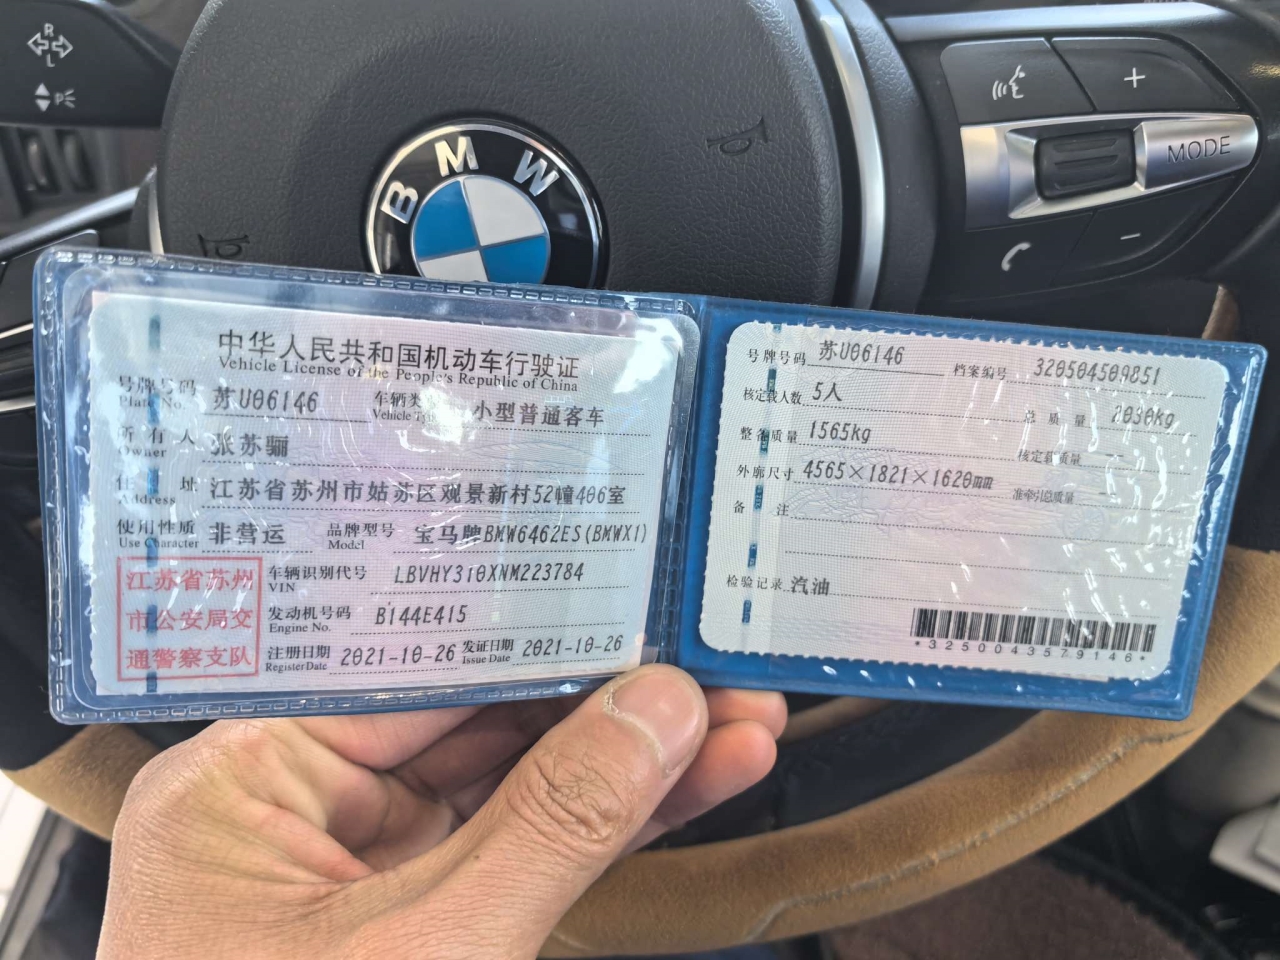 R
L
P
MODE
BMW
中华人民共和国机动车行驶证
Vehicle License of the People's Republic of China
号牌号码 苏U06146 车辆类型 小型普通客车
Plate No. Vehicle Type
所有人 张苏骊
Owner
住址 江苏省苏州市姑苏区观景新村52幢406室
Address
使用性质 非营运 品牌型号 宝马牌BMW6462ES(BMWX1)
Use Character Model
江苏省苏州
市公安局交
通警察支队
车辆识别代号 LBVHY310XNM223784
VIN
发动机号码 B144E415
Engine No.
注册日期 2021-10-26 发证日期 2021-10-26
Register Date Issue Date
号牌号码 苏U06146 档案编号 320504509851
核定载人数 5人 总质量 2030kg
整备质量 1565kg 核定载质量 --
外廓尺寸 4565×1821×1620mm 准牵引总质量 --
备注
检验记录 汽油
*3250043579146*